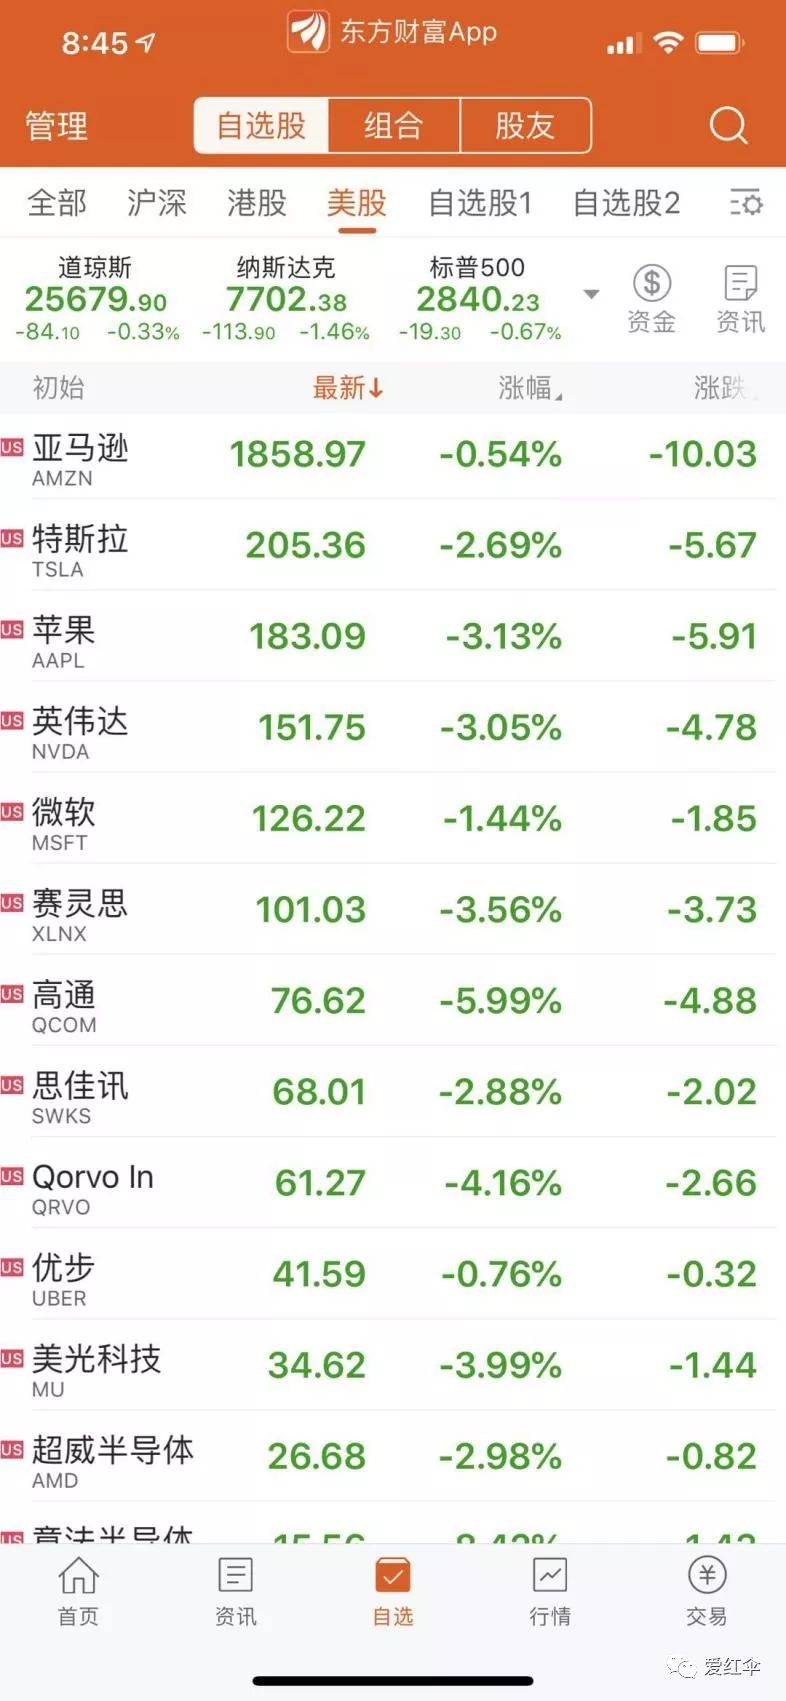 8:45
东方财富App
管理 自选股 组合 股友
全部 沪深 港股 美股 自选股1 自选股2
道琼斯 纳斯达克 标普500
25679.90 7702.38 2840.23
-84.10 -0.33% -113.90 -1.46% -19.30 -0.67%
资金 资讯
初始 最新↓ 涨幅 涨跌
US 亚马逊 1858.97 -0.54% -10.03
AMZN
US 特斯拉 205.36 -2.69% -5.67
TSLA
US 苹果 183.09 -3.13% -5.91
AAPL
US 英伟达 151.75 -3.05% -4.78
NVDA
US 微软 126.22 -1.44% -1.85
MSFT
US 赛灵思 101.03 -3.56% -3.73
XLNX
US 高通 76.62 -5.99% -4.88
QCOM
US 思佳讯 68.01 -2.88% -2.02
SWKS
US Qorvo In 61.27 -4.16% -2.66
QRVO
US 优步 41.59 -0.76% -0.32
UBER
US 美光科技 34.62 -3.99% -1.44
MU
US 超威半导体 26.68 -2.98% -0.82
AMD
US 意法半导体
首页 资讯 自选 行情 交易
爱红伞